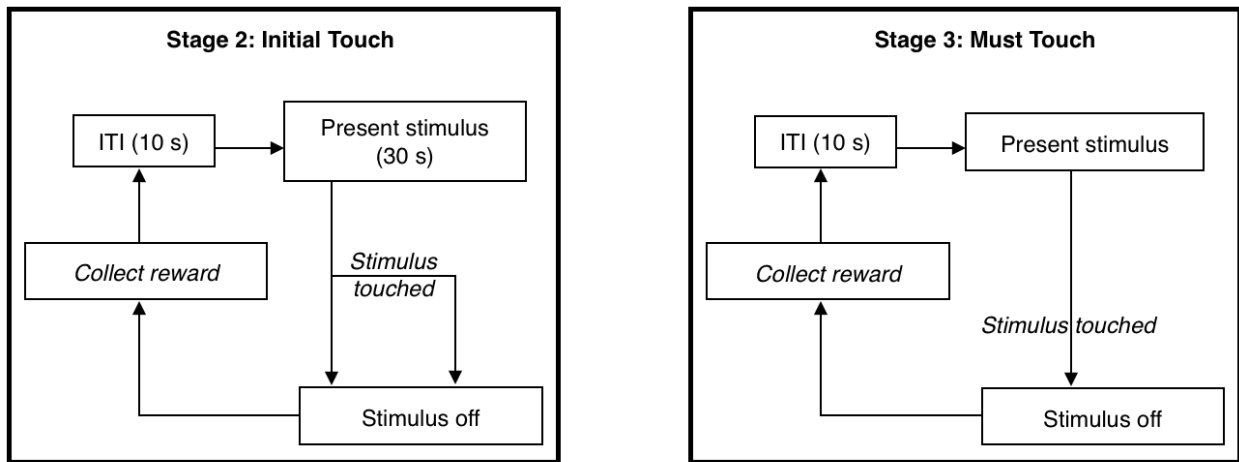 Stage 2: Initial Touch
ITI (10 s)
Present stimulus
(30 s)
Stimulus
touched
Collect reward
Stimulus off
Stage 3: Must Touch
ITI (10 s)
Present stimulus
Collect reward
Stimulus touched
Stimulus off